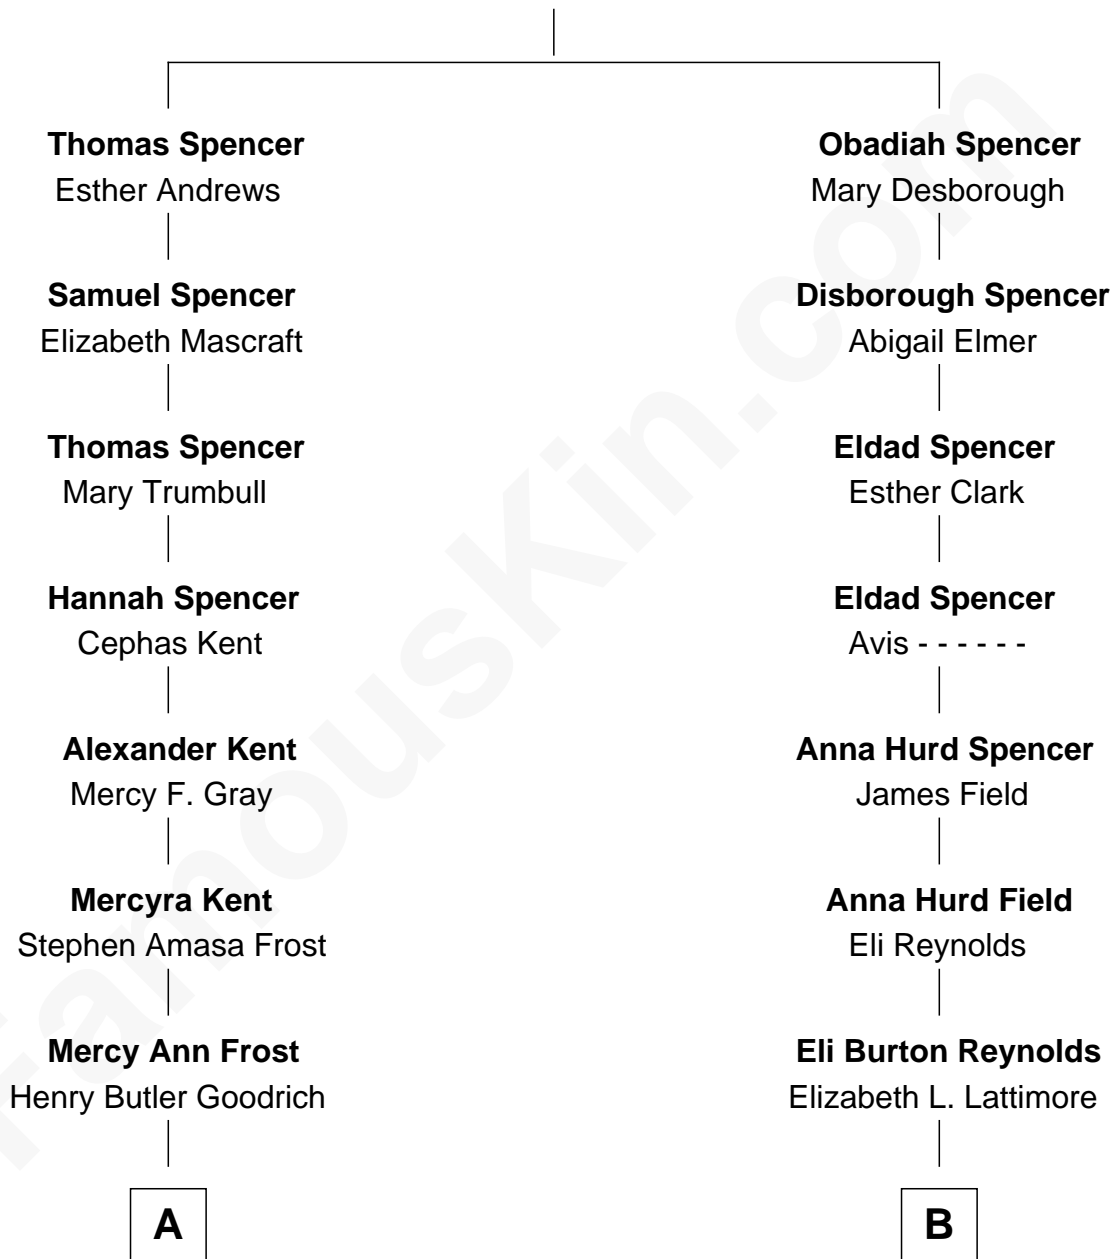 Thomas Spencer
Esther Andrews
Samuel Spencer
Elizabeth Mascraft
Thomas Spencer
Mary Trumbull
Hannah Spencer
Cephas Kent
Alexander Kent
Mercy F. Gray
Mercyra Kent
Stephen Amasa Frost
Mercy Ann Frost
Henry Butler Goodrich
A
Obadiah Spencer
Mary Desborough
Disborough Spencer
Abigail Elmer
Eldad Spencer
Esther Clark
Eldad Spencer
Avis - - - - - -
Anna Hurd Spencer
James Field
Anna Hurd Field
Eli Reynolds
Eli Burton Reynolds
Elizabeth L. Lattimore
B
FamousKin.com